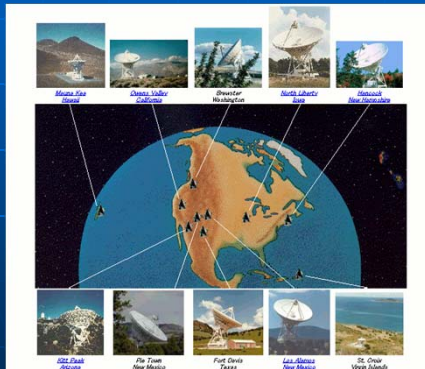 Mauna Kea
Hawaii
Owens Valley
California
Brewster
Washington
North Liberty
Iowa
Hancock
New Hampshire
Kitt Peak
Arizona
Pie Town
New Mexico
Fort Davis
Texas
Los Alamos
New Mexico
St. Croix
Virgin Islands